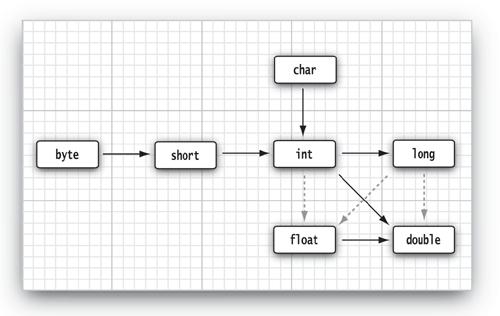 char
byte
short
int
long
float
double